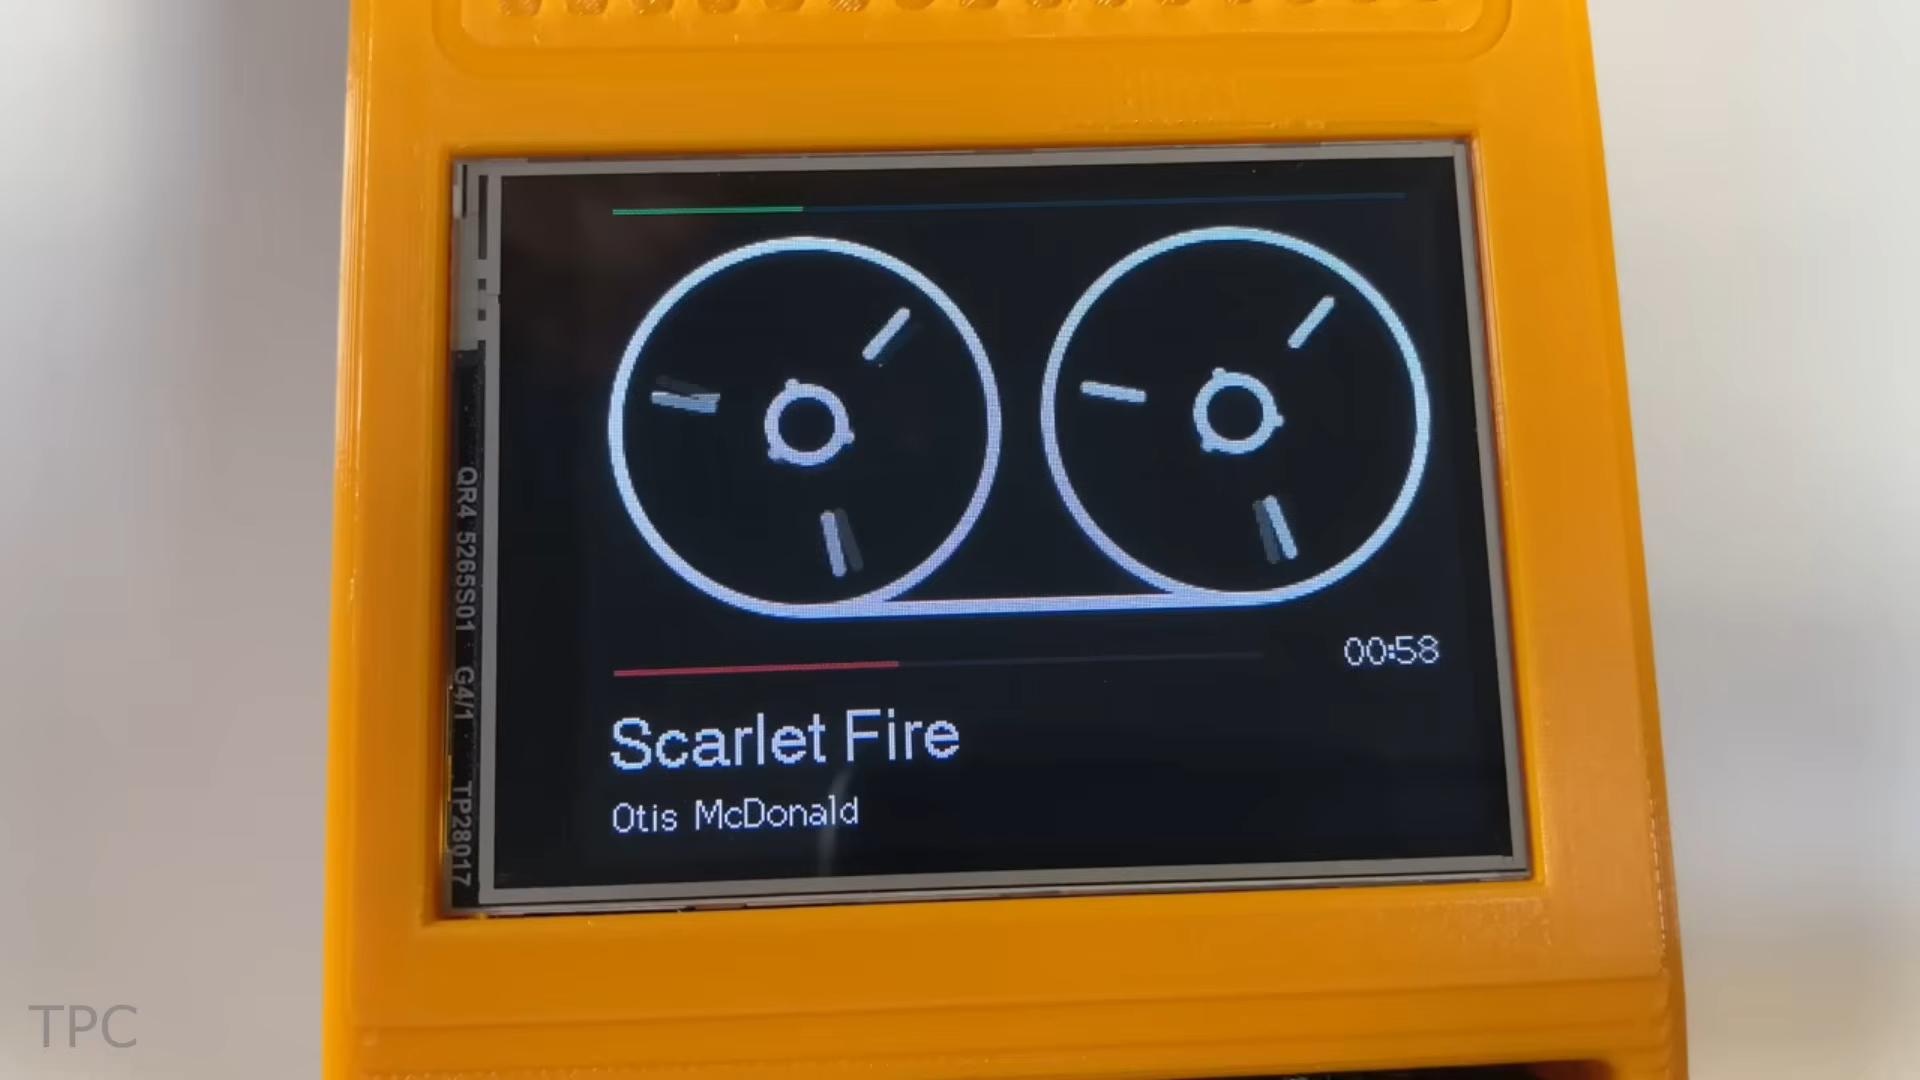 QR4 5265S01 G4/1 TP28017
00:58
Scarlet Fire
Otis McDonald
TPC